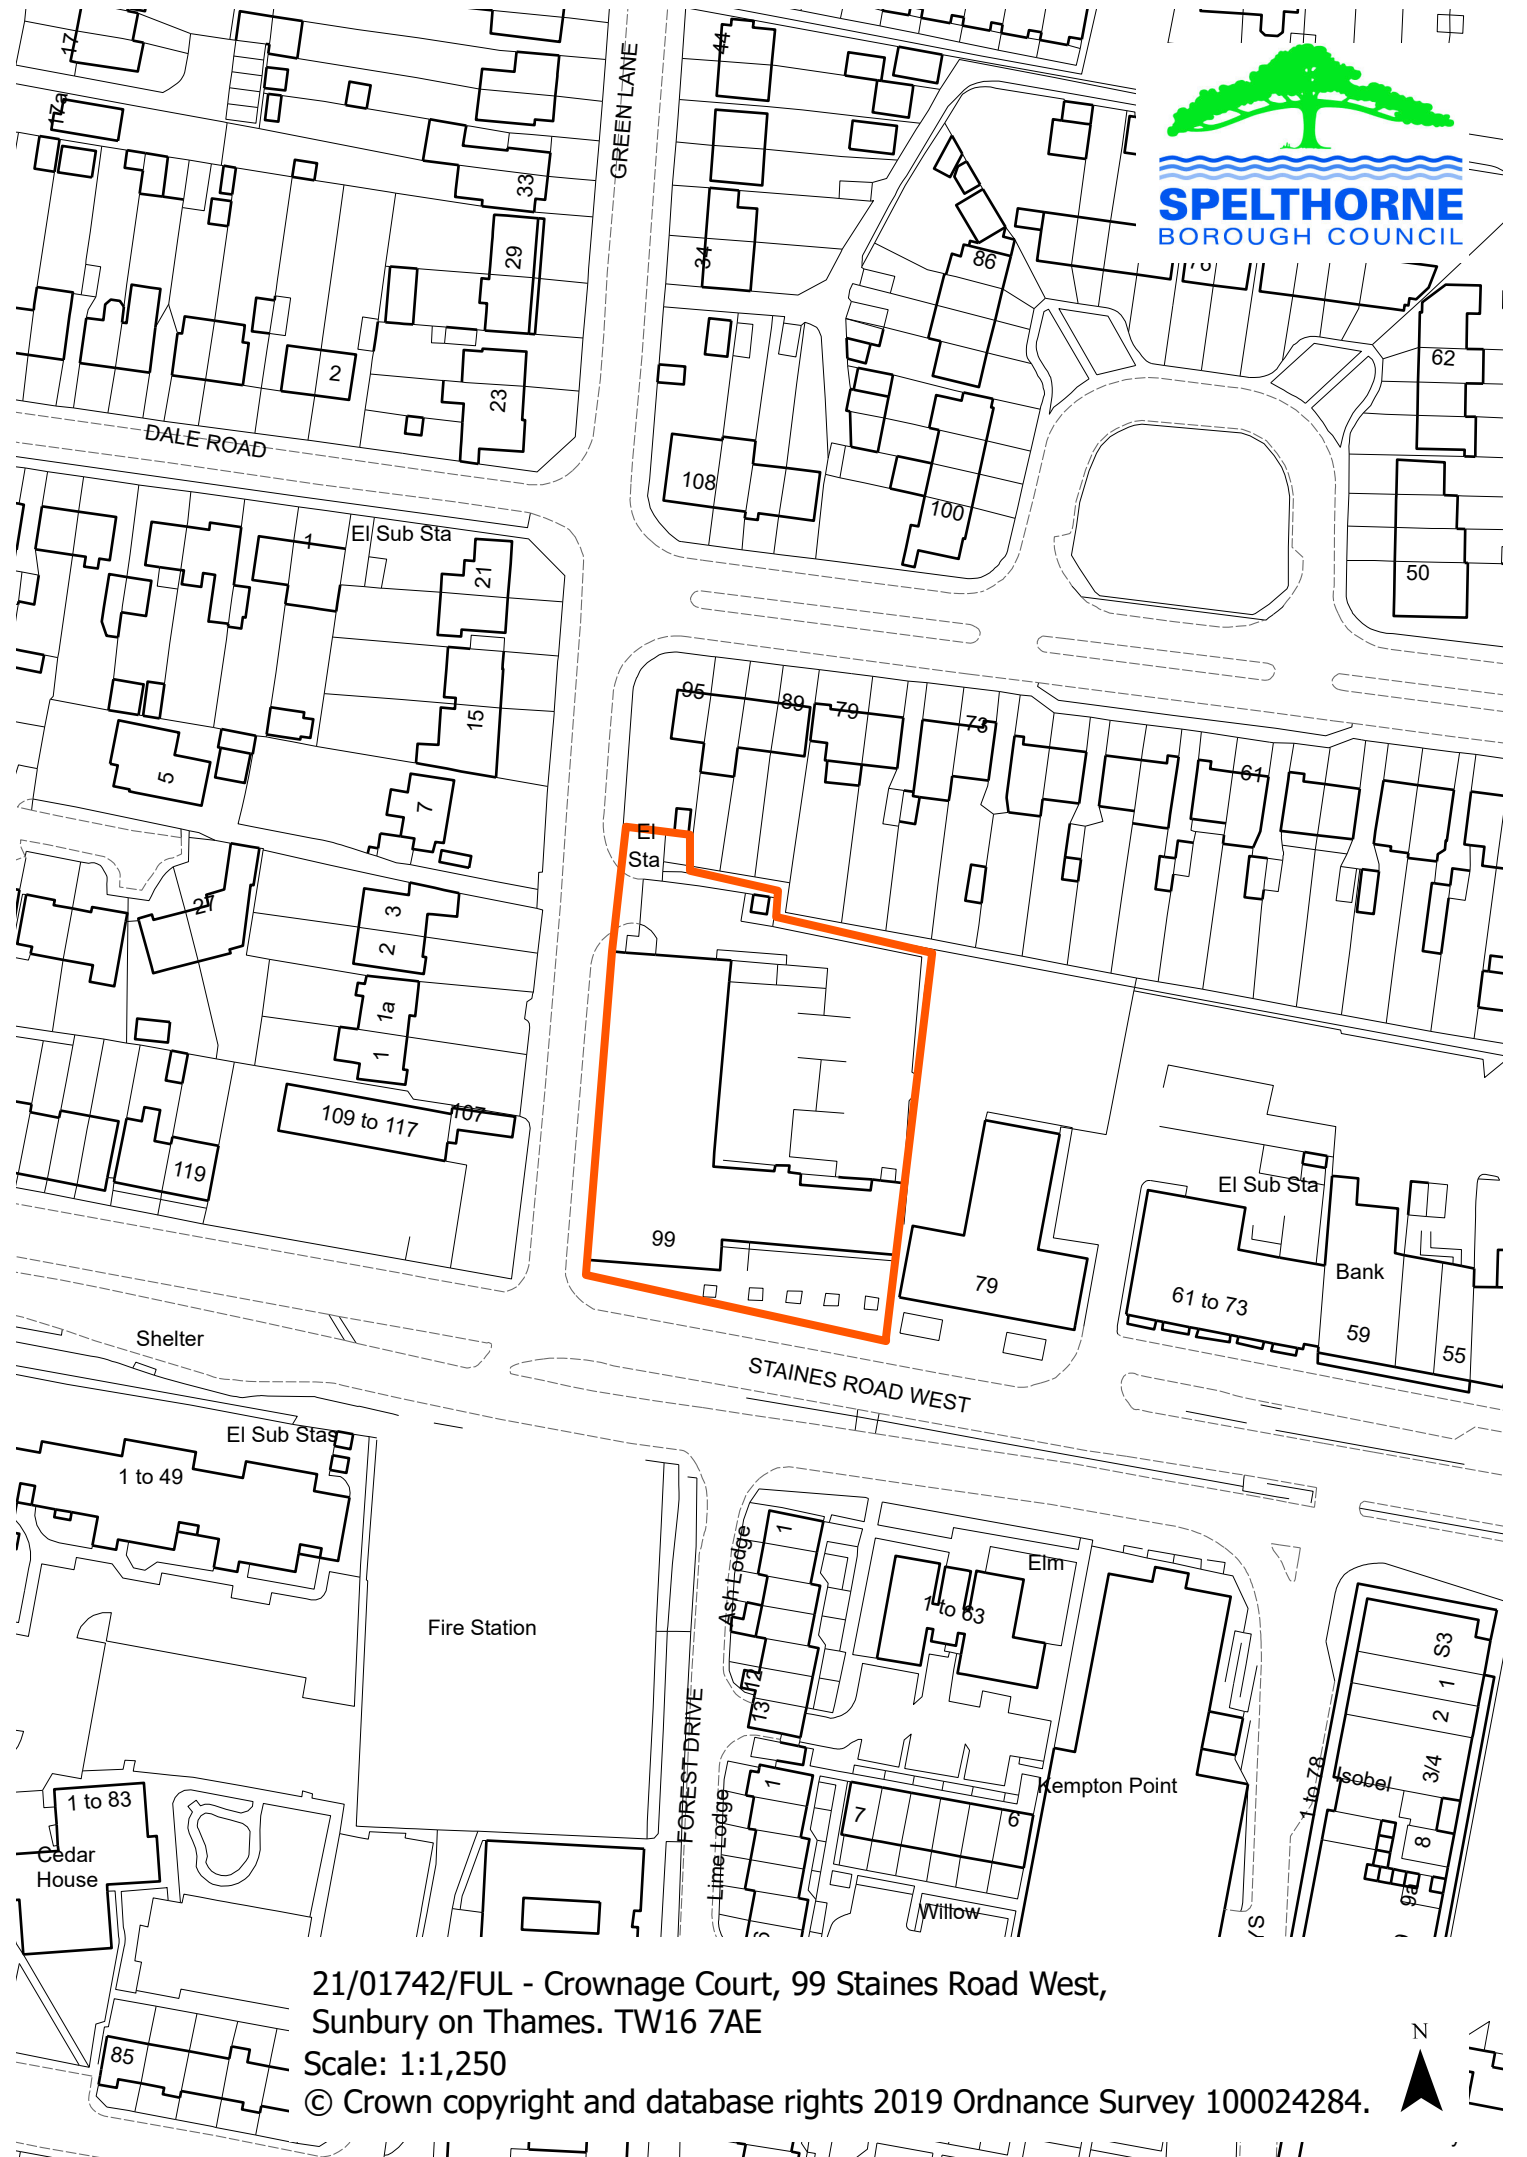 17
17a
GREEN LANE
44
33
29
34
86
SPELTHORNE
BOROUGH COUNCIL
62
2
23
DALE ROAD
108
100
1
El Sub Sta
21
50
95
89
79
73
15
61
5
7
El
Sta
27
3
2
1a
1
109 to 117
107
119
99
79
El Sub Sta
Bank
61 to 73
59
55
Shelter
STAINES ROAD WEST
El Sub Stas
1 to 49
Fire Station
Ash Lodge
1
12
13
Elm
1 to 63
S3
1
2
3/4
FOREST DRIVE
Lime Lodge
1
7
6
Kempton Point
1 to 78
Isobel
8
9a
1 to 83
Cedar
House
Willow
85
21/01742/FUL - Crownage Court, 99 Staines Road West,
Sunbury on Thames. TW16 7AE
Scale: 1:1,250
© Crown copyright and database rights 2019 Ordnance Survey 100024284.
N